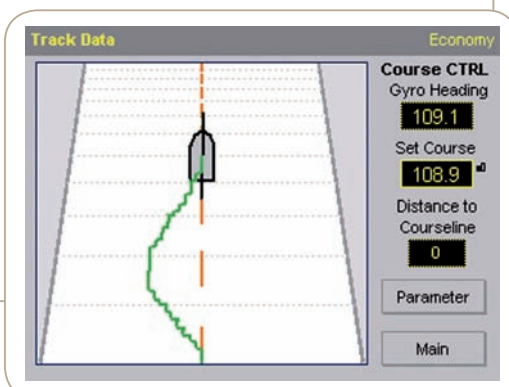 Track Data
Economy
Course CTRL
Gyro Heading
109.1
Set Course
108.9
Distance to
Courseline
0
Parameter
Main